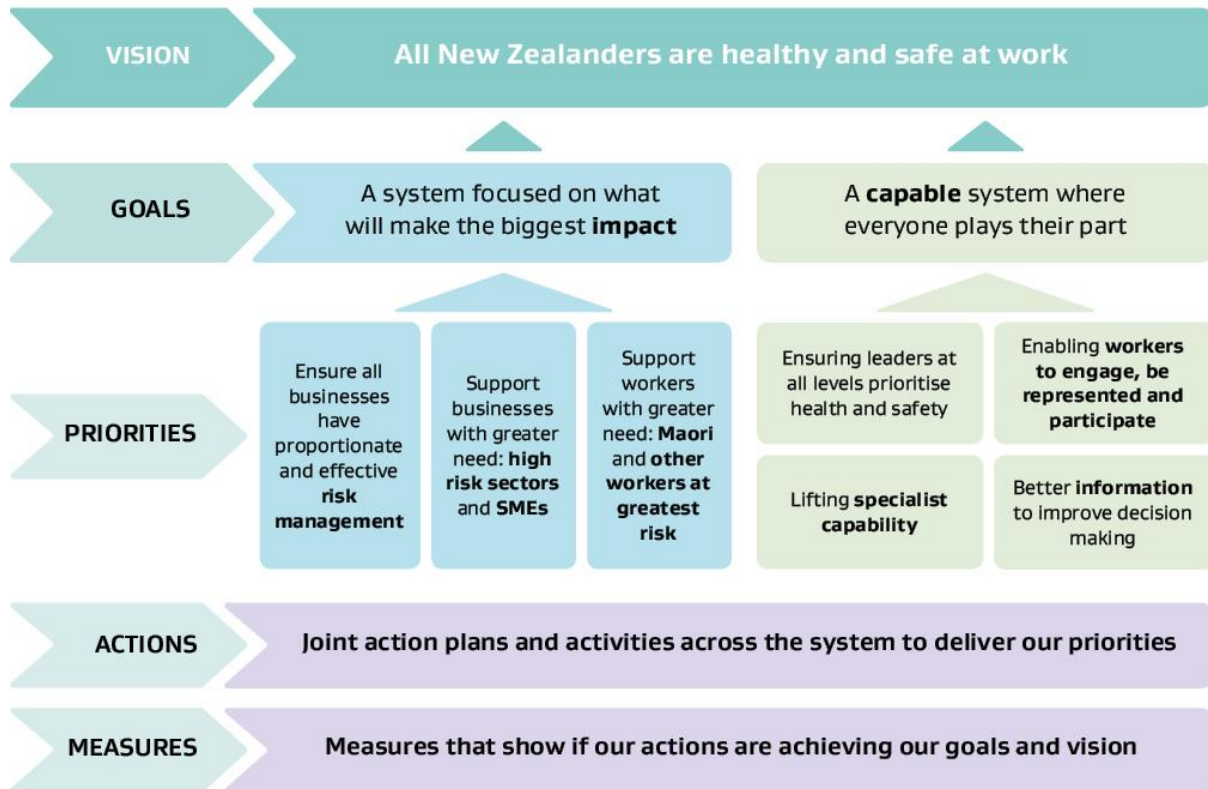 VISION
All New Zealanders are healthy and safe at work
GOALS
A system focused on what
will make the biggest impact
A capable system where
everyone plays their part
PRIORITIES
Ensure all
businesses
have
proportionate
and effective
risk
management
Support
businesses
with greater
need: high
risk sectors
and SMEs
Support
workers
with greater
need: Maori
and other
workers at
greatest
risk
Ensuring leaders at
all levels prioritise
health and safety
Enabling workers
to engage, be
represented and
participate
Lifting specialist
capability
Better information
to improve decision
making
ACTIONS
Joint action plans and activities across the system to deliver our priorities
MEASURES
Measures that show if our actions are achieving our goals and vision